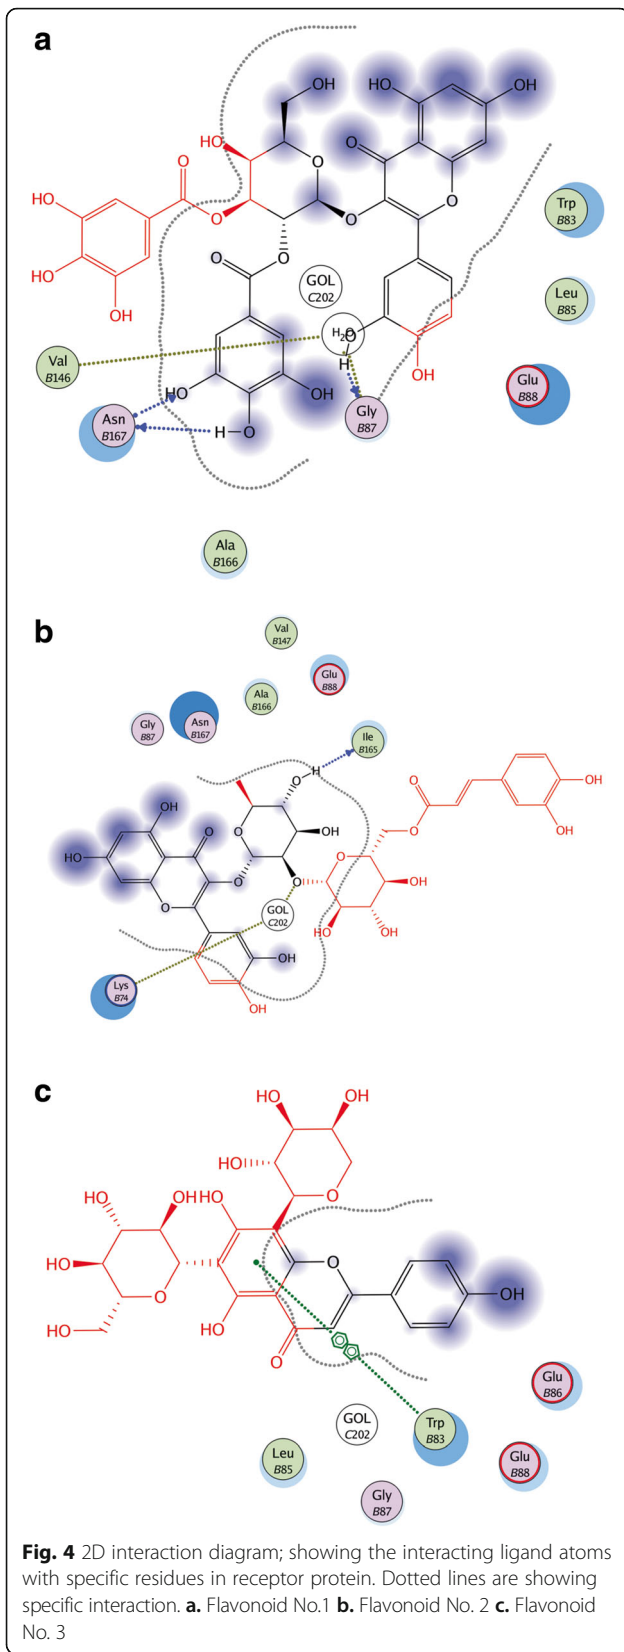 a
OH
HO
OH
HO
O
O
O
O
O
O
HO
O
O
Trp
B83
GOL
C202
HO
OH
Leu
B85
H₂O
Val
B146
H
OH
Glu
B88
HO
OH
Gly
B87
Asn
B167
H–O
Ala
B166
b
Val
B147
Glu
B88
Ala
B166
Gly
B87
Asn
B167
Ile
B165
O
H
O
OH
OH
O
O
OH
O
OH
HO
O
O
O
O
O
OH
GOL
C202
HO
OH
OH
Lys
B74
OH
c
HO
OH
HO
O
HO
OH
HO
HO
O
O
OH
HO
HO
O
Glu
B86
GOL
C202
Trp
B83
Leu
B85
Glu
B88
Gly
B87
Fig. 4 2D interaction diagram; showing the interacting ligand atoms
with specific residues in receptor protein. Dotted lines are showing
specific interaction. a. Flavonoid No.1 b. Flavonoid No. 2 c. Flavonoid
No. 3